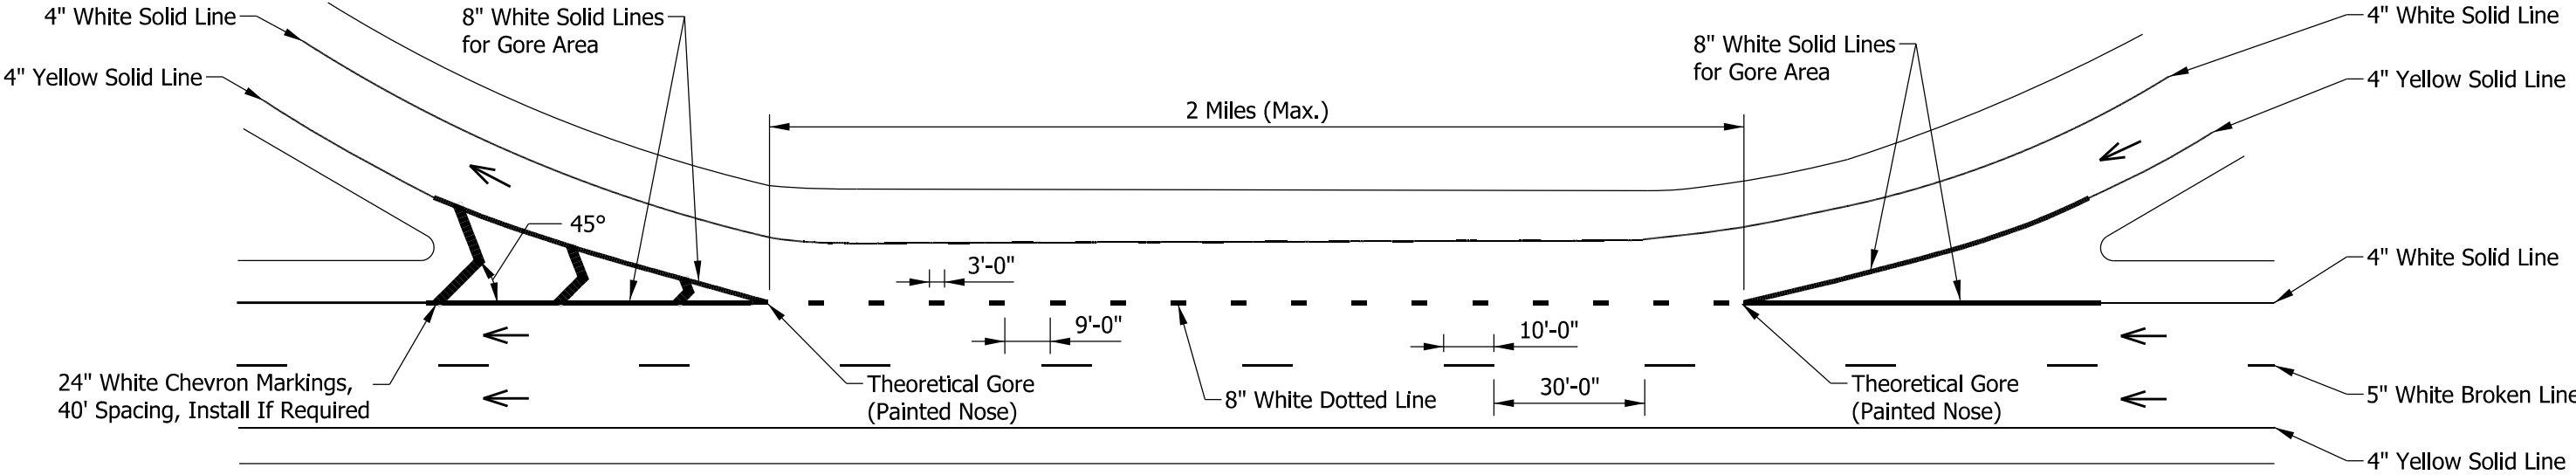 4" White Solid Line
4" Yellow Solid Line
8" White Solid Lines
for Gore Area
2 Miles (Max.)
8" White Solid Lines
for Gore Area
4" White Solid Line
4" Yellow Solid Line
45°
3'-0"
9'-0"
10'-0"
30'-0"
4" White Solid Line
24" White Chevron Markings,
40' Spacing, Install If Required
Theoretical Gore
(Painted Nose)
8" White Dotted Line
Theoretical Gore
(Painted Nose)
5" White Broken Line
4" Yellow Solid Line